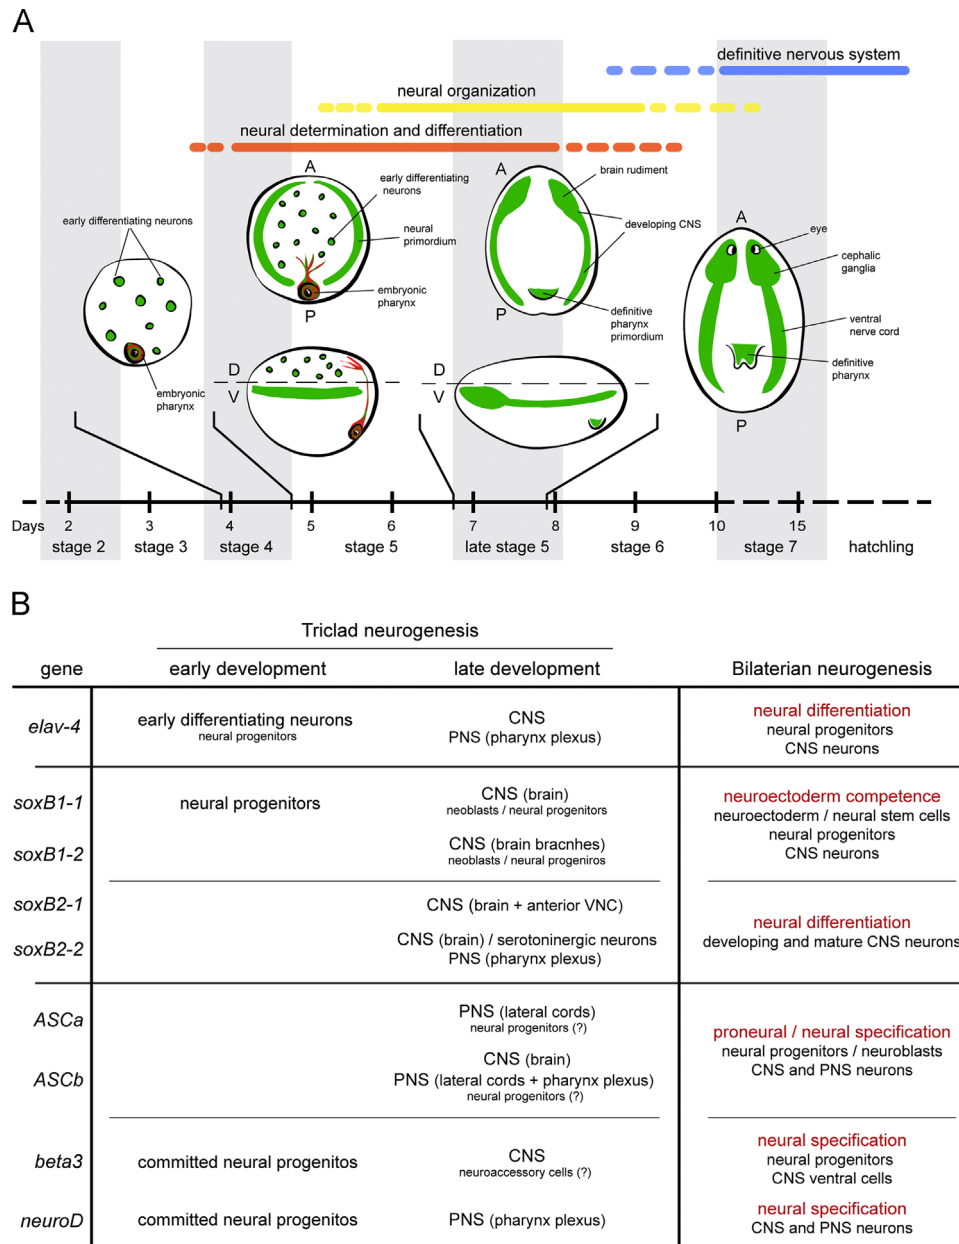 A
definitive nervous system
neural organization
neural determination and differentiation
early differentiating neurons
embryonic pharynx
A
early differentiating neurons
neural primordium
embryonic pharynx
P
D
V
A
brain rudiment
developing CNS
definitive pharynx primordium
P
D
V
A
eye
cephalic ganglia
ventral nerve cord
definitive pharynx
P
Days 2 3 4 5 6 7 8 9 10 15
stage 2 stage 3 stage 4 stage 5 late stage 5 stage 6 stage 7 hatchling
B
Triclad neurogenesis
gene early development late development Bilaterian neurogenesis
elav-4
early differentiating neurons
neural progenitors
CNS
PNS (pharynx plexus)
neural differentiation
neural progenitors
CNS neurons
soxB1-1
neural progenitors
CNS (brain)
neoblasts / neural progenitors
soxB1-2
CNS (brain bracnhes)
neoblasts / neural progeniros
neuroectoderm competence
neuroectoderm / neural stem cells
neural progenitors
CNS neurons
soxB2-1
CNS (brain + anterior VNC)
soxB2-2
CNS (brain) / serotoninergic neurons
PNS (pharynx plexus)
neural differentiation
developing and mature CNS neurons
ASCa
PNS (lateral cords)
neural progenitors (?)
ASCb
CNS (brain)
PNS (lateral cords + pharynx plexus)
neural progenitors (?)
proneural / neural specification
neural progenitors / neuroblasts
CNS and PNS neurons
beta3
committed neural progenitos
CNS
neuroaccessory cells (?)
neural specification
neural progenitors
CNS ventral cells
neuroD
committed neural progenitos
PNS (pharynx plexus)
neural specification
CNS and PNS neurons